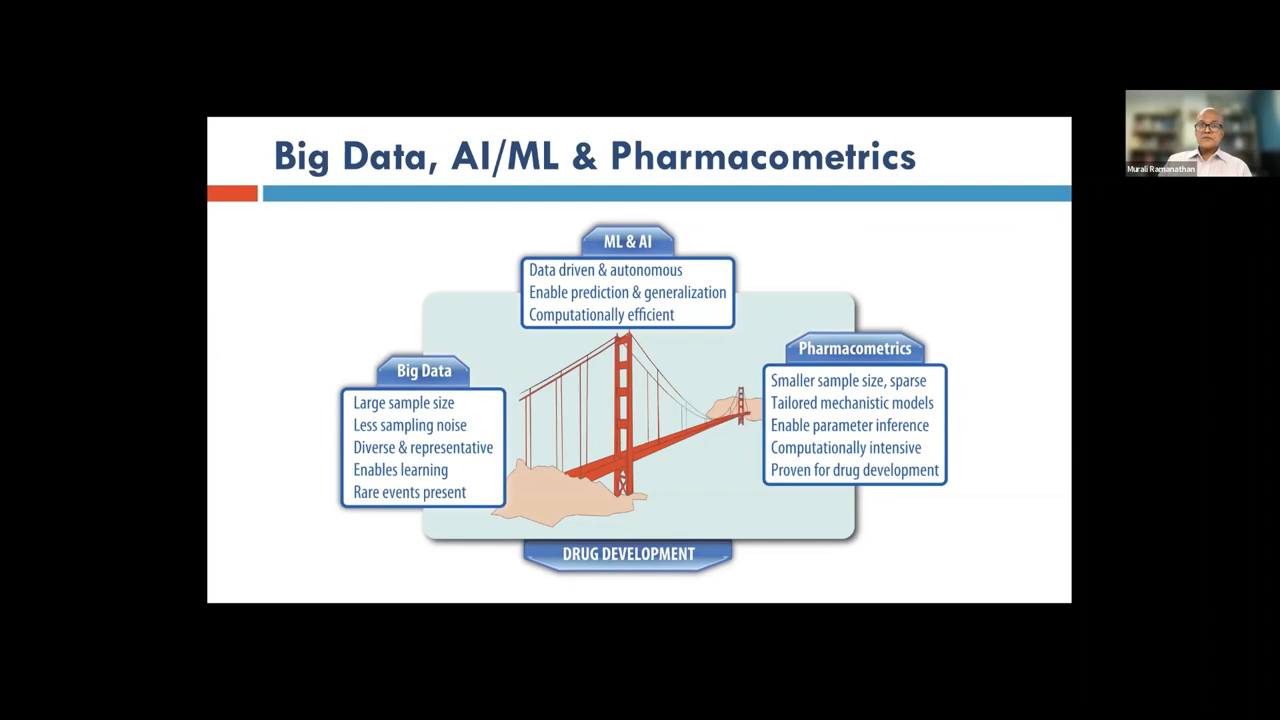 Big Data, AI/ML & Pharmacometrics
ML & AI
Data driven & autonomous
Enable prediction & generalization
Computationally efficient
Big Data
Large sample size
Less sampling noise
Diverse & representative
Enables learning
Rare events present
Pharmacometrics
Smaller sample size, sparse
Tailored mechanistic models
Enable parameter inference
Computationally intensive
Proven for drug development
DRUG DEVELOPMENT
Murali Ramanathan